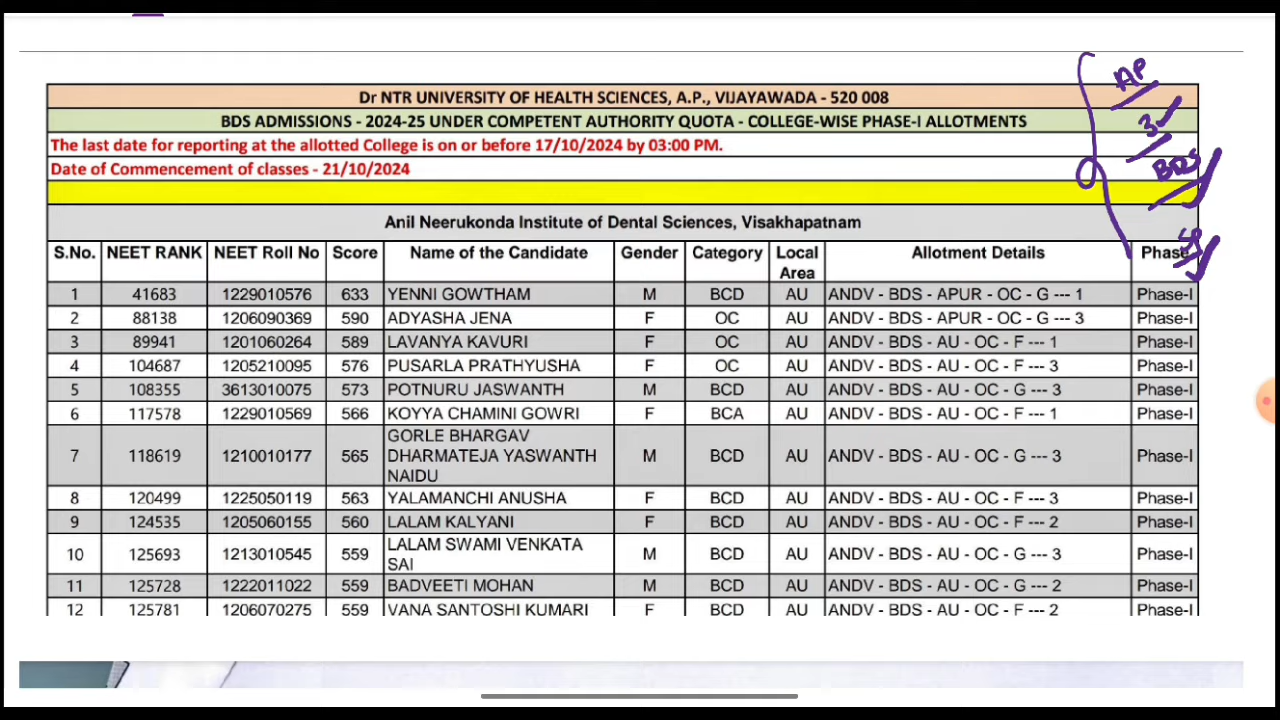 Dr NTR UNIVERSITY OF HEALTH SCIENCES, A.P., VIJAYAWADA - 520 008
BDS ADMISSIONS - 2024-25 UNDER COMPETENT AUTHORITY QUOTA - COLLEGE-WISE PHASE-I ALLOTMENTS
The last date for reporting at the allotted College is on or before 17/10/2024 by 03:00 PM.
Date of Commencement of classes - 21/10/2024
AP
3
BDS
Anil Neerukonda Institute of Dental Sciences, Visakhapatnam
S.No. NEET RANK NEET Roll No Score Name of the Candidate Gender Category Local Area Allotment Details Phase
1 41683 1229010576 633 YENNI GOWTHAM M BCD AU ANDV - BDS - APUR - OC - G --- 1 Phase-I
2 88138 1206090369 590 ADYASHA JENA F OC AU ANDV - BDS - APUR - OC - G --- 3 Phase-I
3 89941 1201060264 589 LAVANYA KAVURI F OC AU ANDV - BDS - AU - OC - F --- 1 Phase-I
4 104687 1205210095 576 PUSARLA PRATHYUSHA F OC AU ANDV - BDS - AU - OC - F --- 3 Phase-I
5 108355 3613010075 573 POTNURU JASWANTH M BCD AU ANDV - BDS - AU - OC - G --- 3 Phase-I
6 117578 1229010569 566 KOYYA CHAMINI GOWRI F BCA AU ANDV - BDS - AU - OC - F --- 1 Phase-I
7 118619 1210010177 565 GORLE BHARGAV DHARMATEJA YASWANTH NAIDU M BCD AU ANDV - BDS - AU - OC - G --- 3 Phase-I
8 120499 1225050119 563 YALAMANCHI ANUSHA F BCD AU ANDV - BDS - AU - OC - F --- 3 Phase-I
9 124535 1205060155 560 LALAM KALYANI F BCD AU ANDV - BDS - AU - OC - F --- 2 Phase-I
10 125693 1213010545 559 LALAM SWAMI VENKATA SAI M BCD AU ANDV - BDS - AU - OC - G --- 3 Phase-I
11 125728 1222011022 559 BADVEETI MOHAN M BCD AU ANDV - BDS - AU - OC - G --- 2 Phase-I
12 125781 1206070275 559 VANA SANTOSHI KUMARI F BCD AU ANDV - BDS - AU - OC - F --- 2 Phase-I